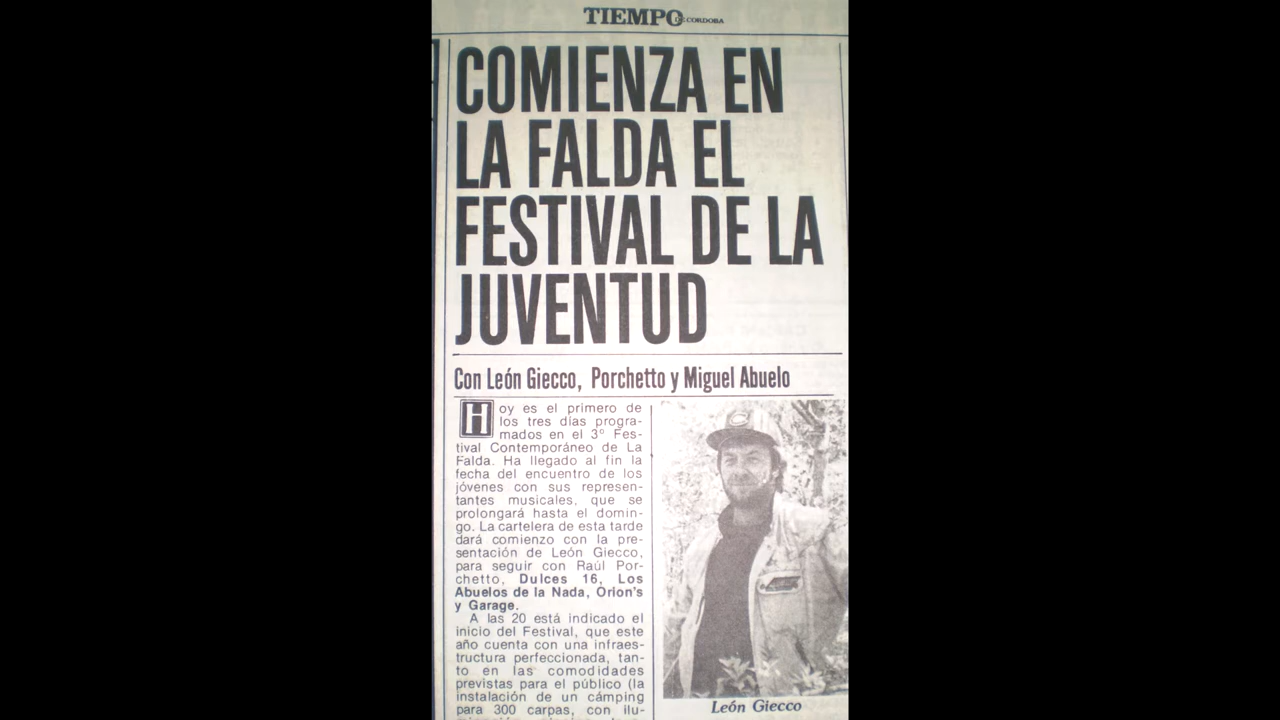 TIEMPO DE CORDOBA
COMIENZA EN
LA FALDA EL
FESTIVAL DE LA
JUVENTUD
Con León Giecco, Porchetto y Miguel Abuelo
Hoy es el primero de
los tres días progra-
mados en el 3º Fes-
tival Contemporáneo de La
Falda. Ha llegado al fin la
fecha del encuentro de los
jóvenes con sus represen-
tantes musicales, que se
prolongará hasta el domin-
go. La cartelera de esta tarde
dará comienzo con la pre-
sentación de León Giecco,
para seguir con Raúl Por-
chetto, Dulces 16, Los
Abuelos de la Nada, Orion's
y Garage.
A las 20 está indicado el
inicio del Festival, que este
año cuenta con una infraes-
tructura perfeccionada, tan-
to en las comodidades
previstas para el público (la
instalación de un cámping
para 300 carpas, con ilu-
León Giecco